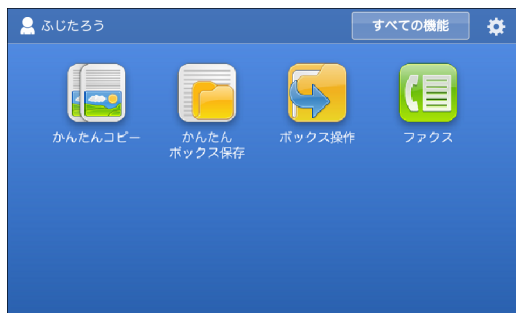 ふじたろう
すべての機能
かんたんコピー
かんたん
ボックス保存
ボックス操作
ファクス